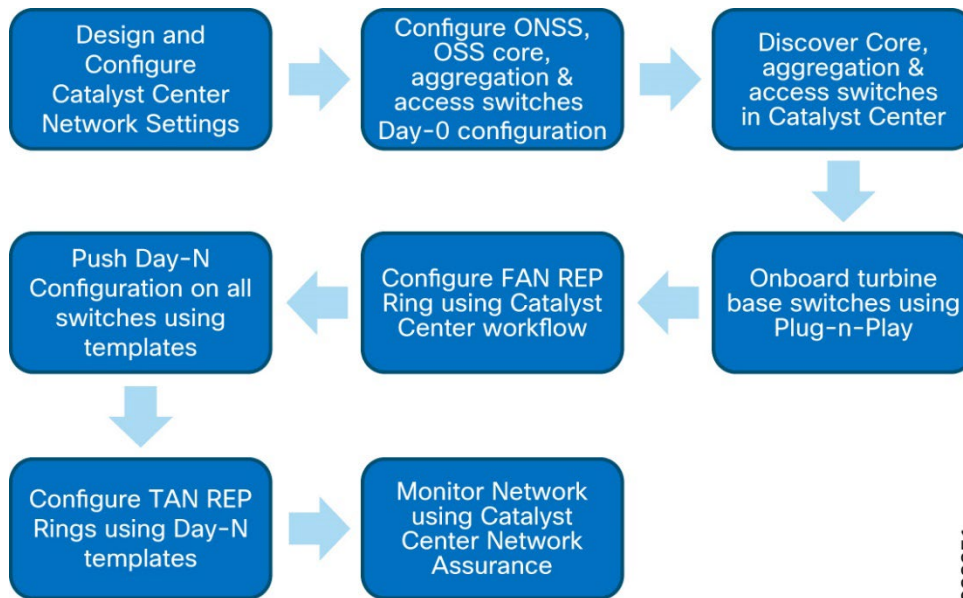 Design and
Configure
Catalyst Center
Network Settings
Configure ONSS,
OSS core,
aggregation &
access switches
Day-0 configuration
Discover Core,
aggregation &
access switches
in Catalyst Center
Onboard turbine
base switches using
Plug-n-Play
Configure FAN REP
Ring using Catalyst
Center workflow
Push Day-N
Configuration on all
switches using
templates
Configure TAN REP
Rings using Day-N
templates
Monitor Network
using Catalyst
Center Network
Assurance